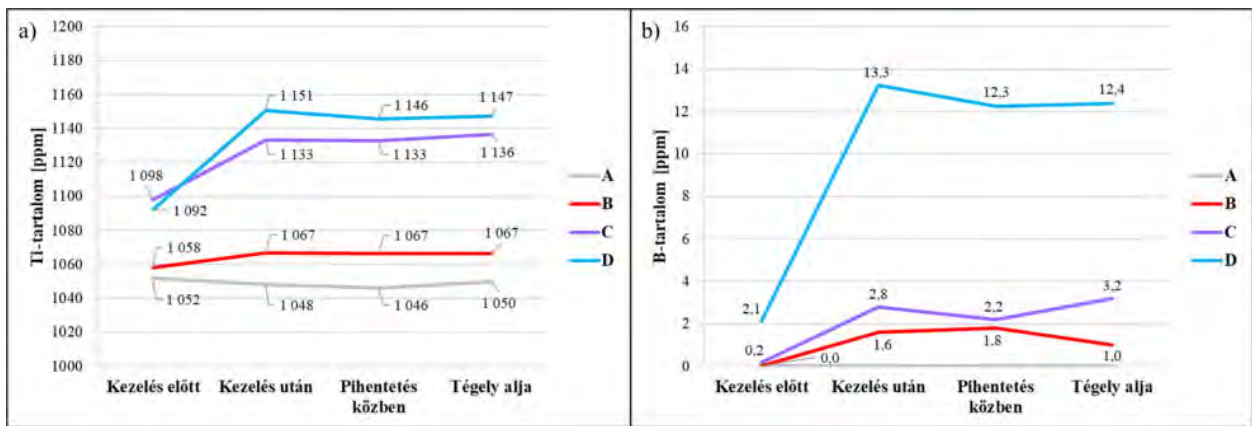 a)
Ti-tartalom [ppm]
1200
1180
1160
1140
1120
1100
1080
1060
1040
1020
1000
1 098
1 092
1 058
1 052
1 151
1 133
1 067
1 048
1 146
1 133
1 067
1 046
1 147
1 136
1 067
1 050
Kezelés előtt
Kezelés után
Pihentetés
közben
Tégely alja
A
B
C
D
b)
B-tartalom [ppm]
16
14
12
10
8
6
4
2
0
2,1
0,2
0,0
13,3
2,8
1,6
12,3
2,2
1,8
12,4
3,2
1,0
Kezelés előtt
Kezelés után
Pihentetés
közben
Tégely alja
A
B
C
D